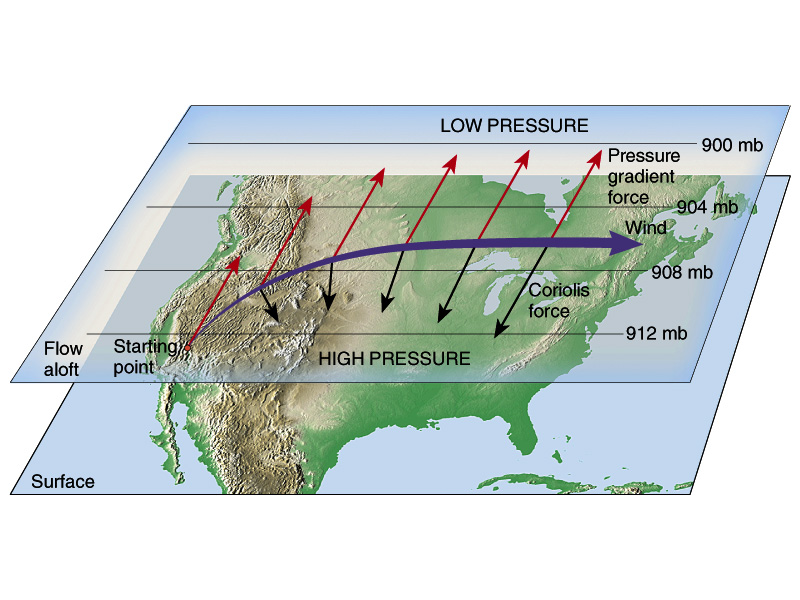 LOW PRESSURE
900 mb
Pressure
gradient
force
904 mb
Wind
908 mb
Coriolis
force
912 mb
Flow
aloft
Starting
point
HIGH PRESSURE
Surface